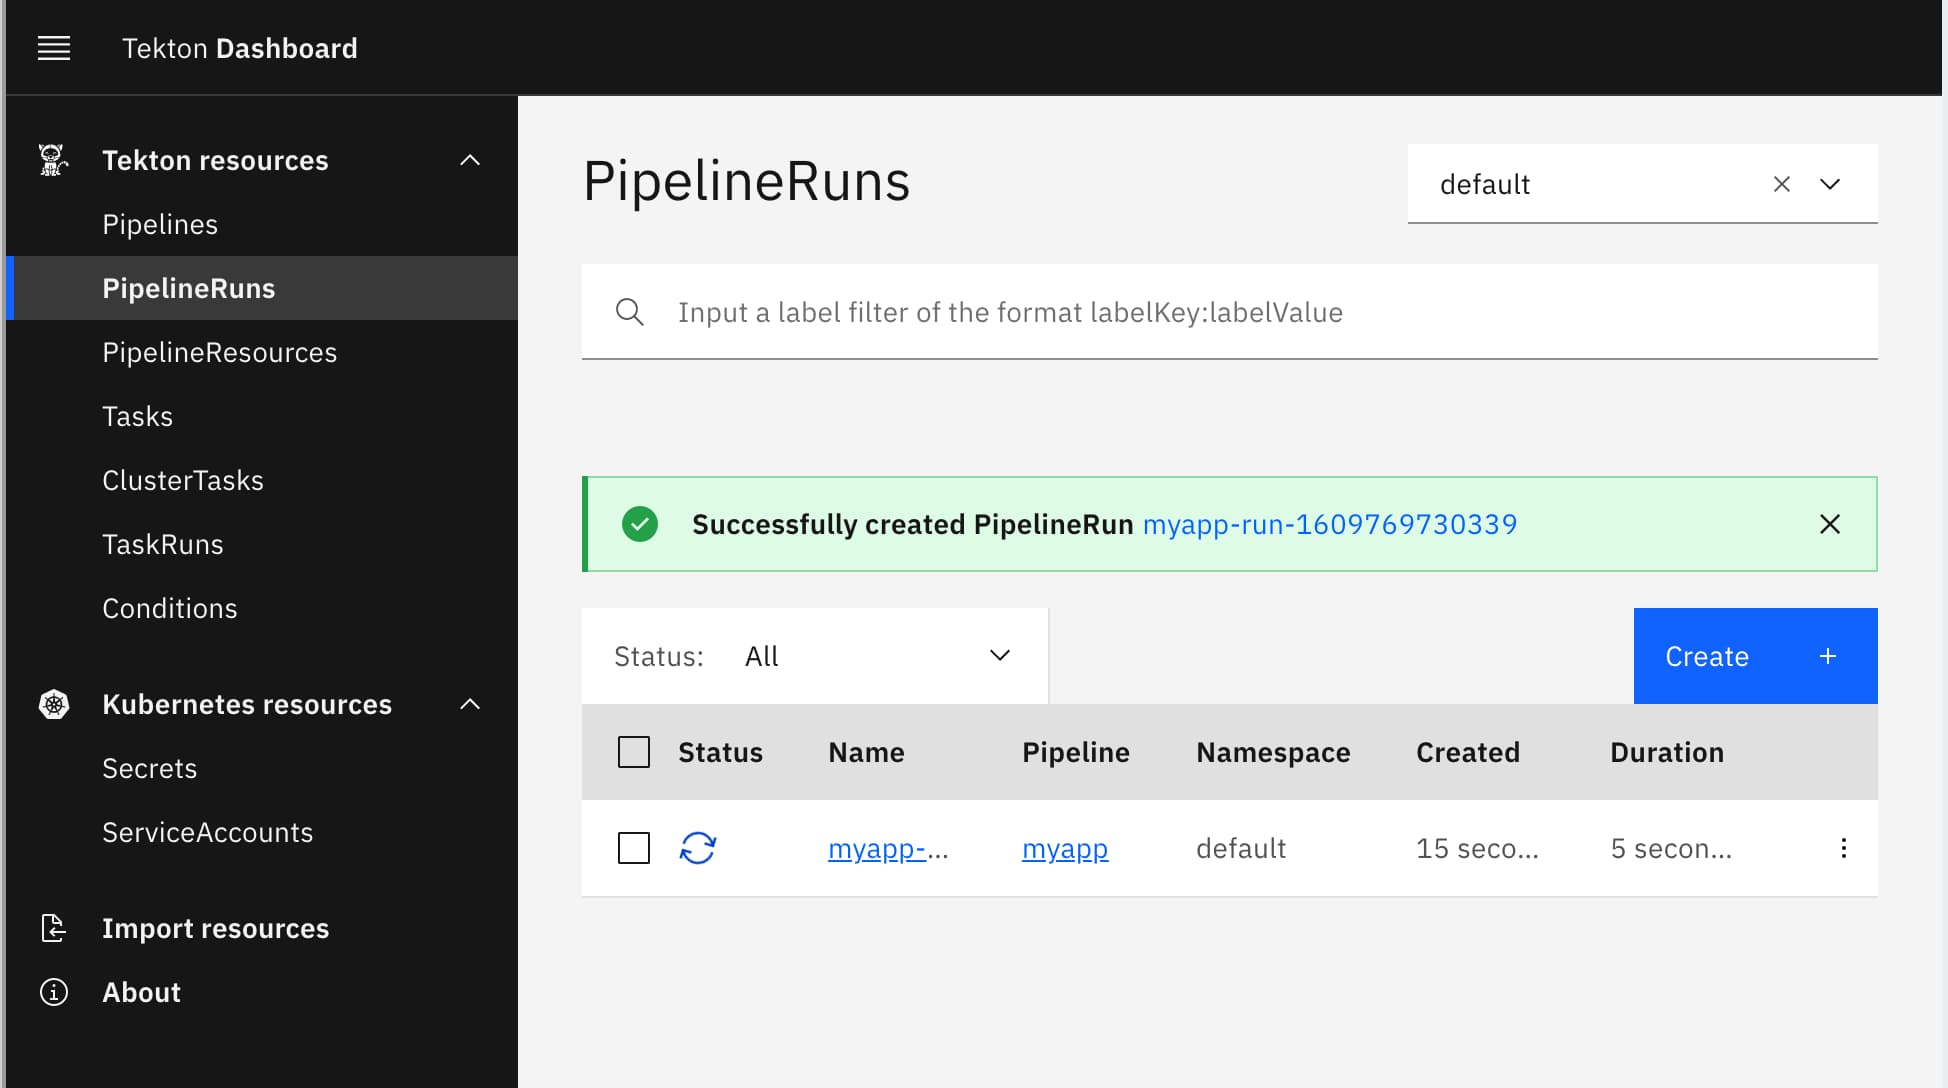 Tekton Dashboard
Tekton resources
Pipelines
PipelineRuns
PipelineResources
Tasks
ClusterTasks
TaskRuns
Conditions
Kubernetes resources
Secrets
ServiceAccounts
Import resources
About
PipelineRuns
default
Input a label filter of the format labelKey:labelValue
Successfully created PipelineRun myapp-run-1609769730339
Status: All
Create +
Status Name Pipeline Namespace Created Duration
myapp-... myapp default 15 seco... 5 secon...